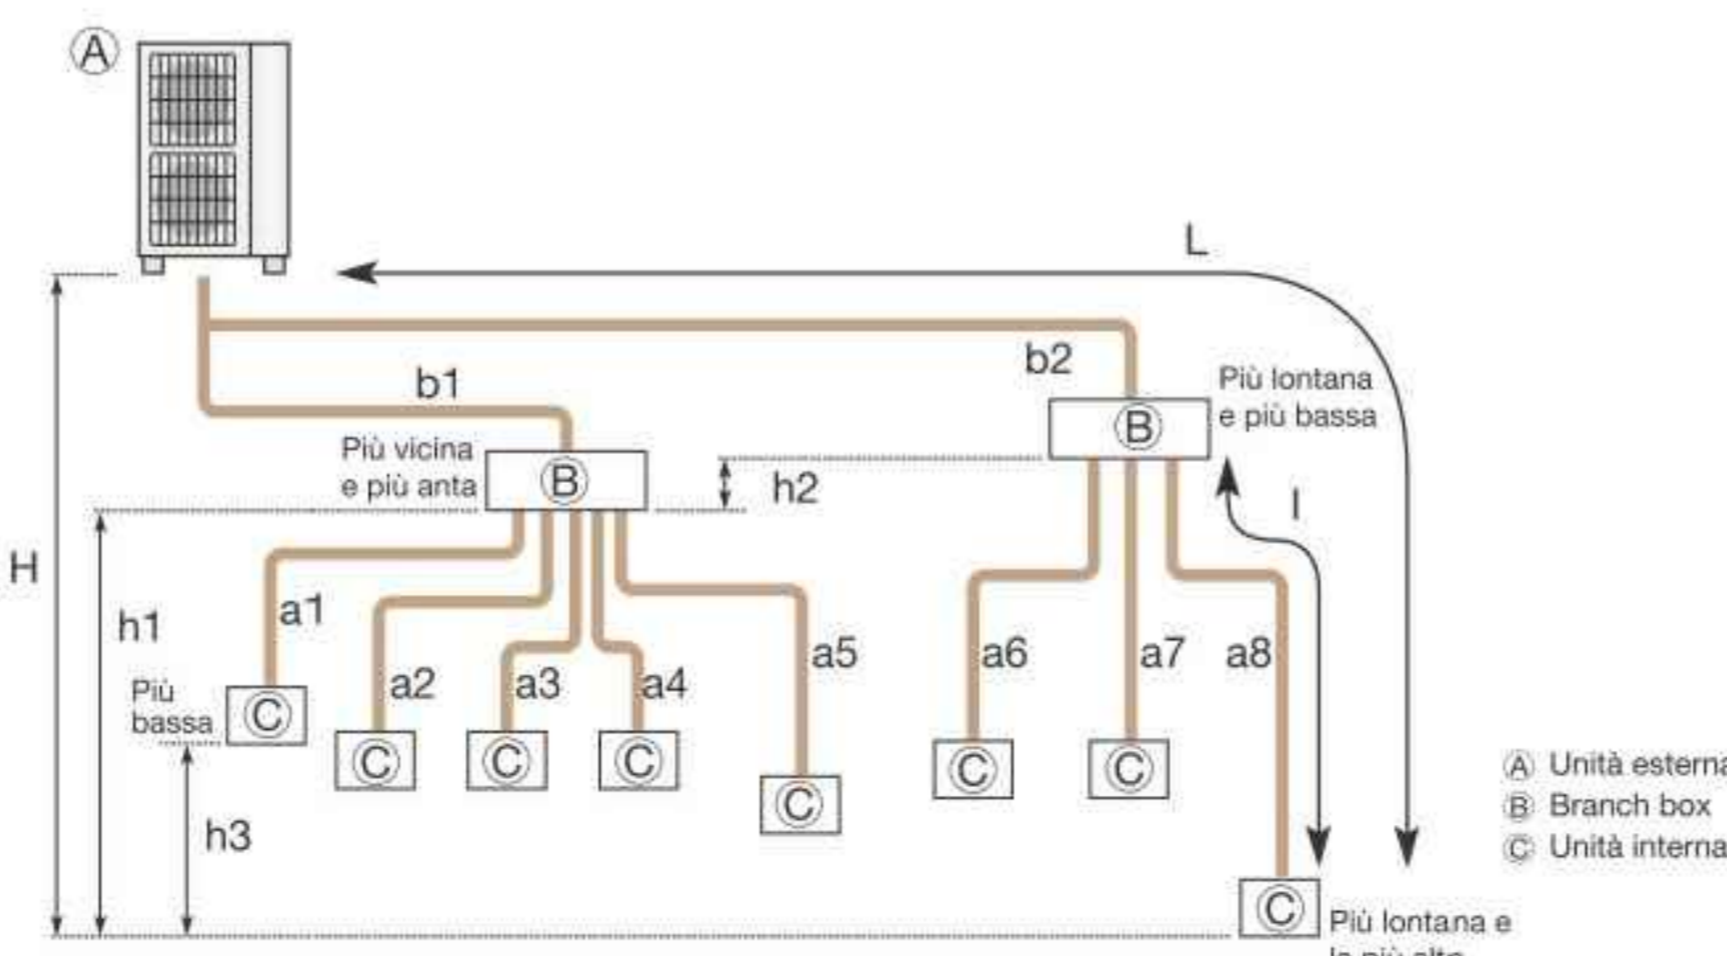 A
L
b2
b1
Più lontana
e più bassa
B
Più vicina
e più anta
B
h2
l
H
h1
a1
a2
a3
a4
a5
a6
a7
a8
Più
bassa
C
C
C
C
C
C
C
C
h3
A Unità esterna
B Branch box
C Unità interna
Più lontana e